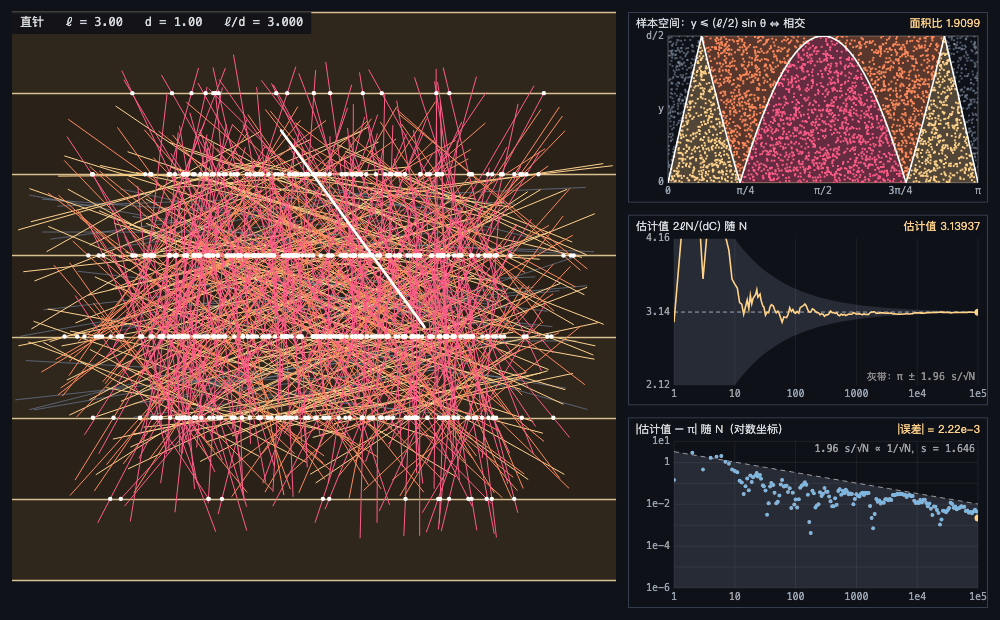 直针 ℓ = 3.00 d = 1.00 ℓ/d = 3.000
样本空间：y ≤ (ℓ/2) sin θ ⇔ 相交 面积比 1.9099
d/2
y
0
0 π/4 π/2 3π/4 π
估计值 2ℓN/(dC) 随 N 估计值 3.13937
4.16
3.14
2.12
灰带：π ± 1.96 s/√N
1 10 100 1000 1e4 1e5
|估计值 − π| 随 N（对数坐标） |误差| = 2.22e-3
1e1
1.96 s/√N ∝ 1/√N, s = 1.646
1
1e-2
1e-4
1e-6
1 10 100 1000 1e4 1e5